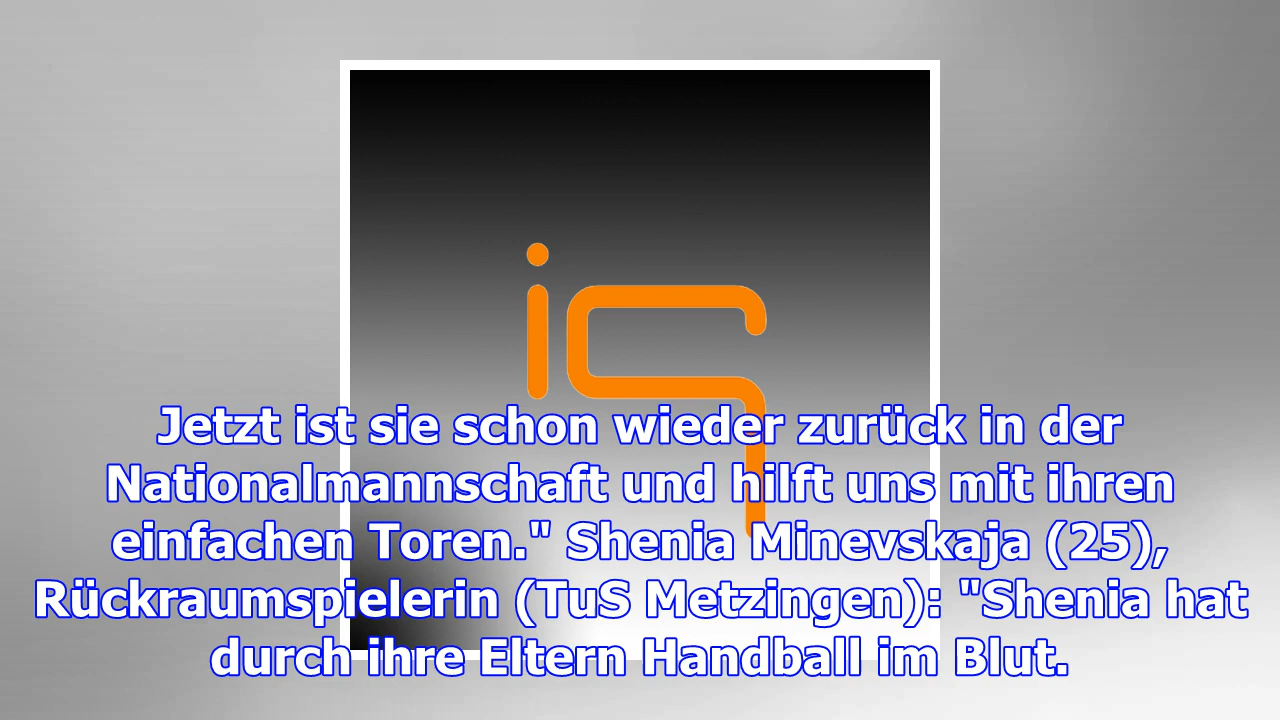 Jetzt ist sie schon wieder zurück in der
Nationalmannschaft und hilft uns mit ihren
einfachen Toren." Shenia Minevskaja (25),
Rückraumspielerin (TuS Metzingen): "Shenia hat
durch ihre Eltern Handball im Blut.